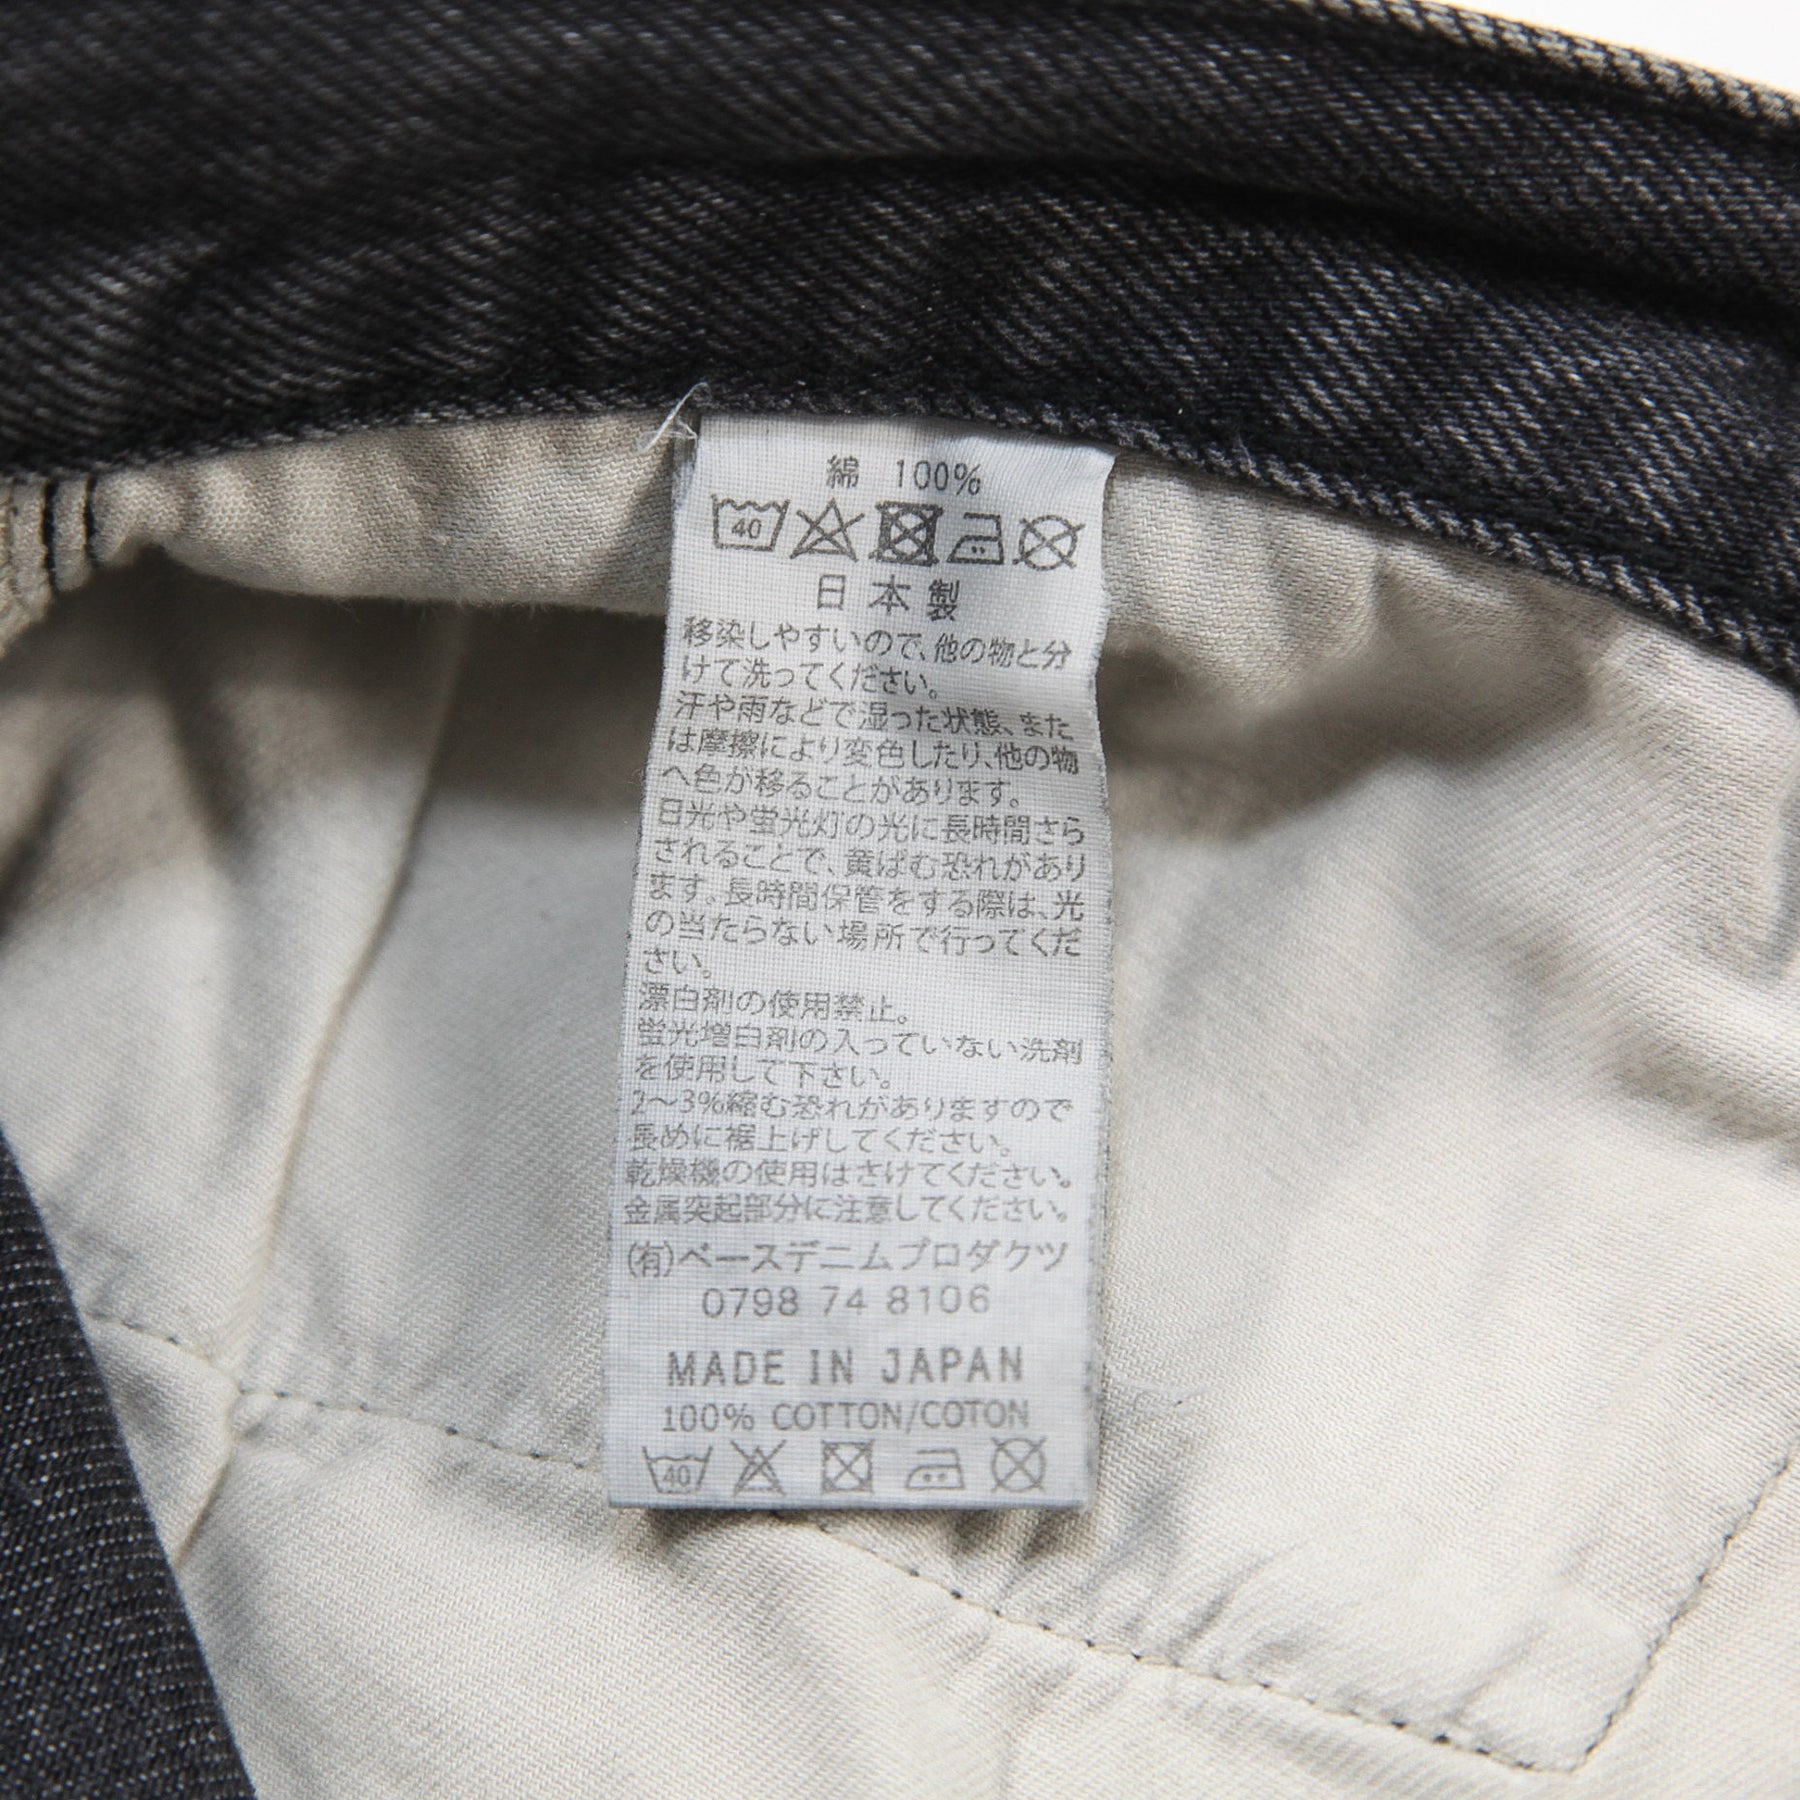 綿 100%
40
日本製
移染しやすいので、他の物と分
けて洗ってください。
汗や雨などで湿った状態、また
は摩擦により変色したり、他の物
へ色が移ることがあります。
日光や蛍光灯の光に長時間さら
されることで、黄ばむ恐れがあり
ます。長時間保管をする際は、光
の当たらない場所で行ってくだ
さい。
漂白剤の使用禁止。
蛍光増白剤の入っていない洗剤
を使用して下さい。
2〜3%縮む恐れがありますので
長めに裾上げしてください。
乾燥機の使用はさけてください。
金属突起部分に注意してください。
(有)ベースデニムプロダクツ
0798 74 8106
MADE IN JAPAN
100% COTTON/COTON
40